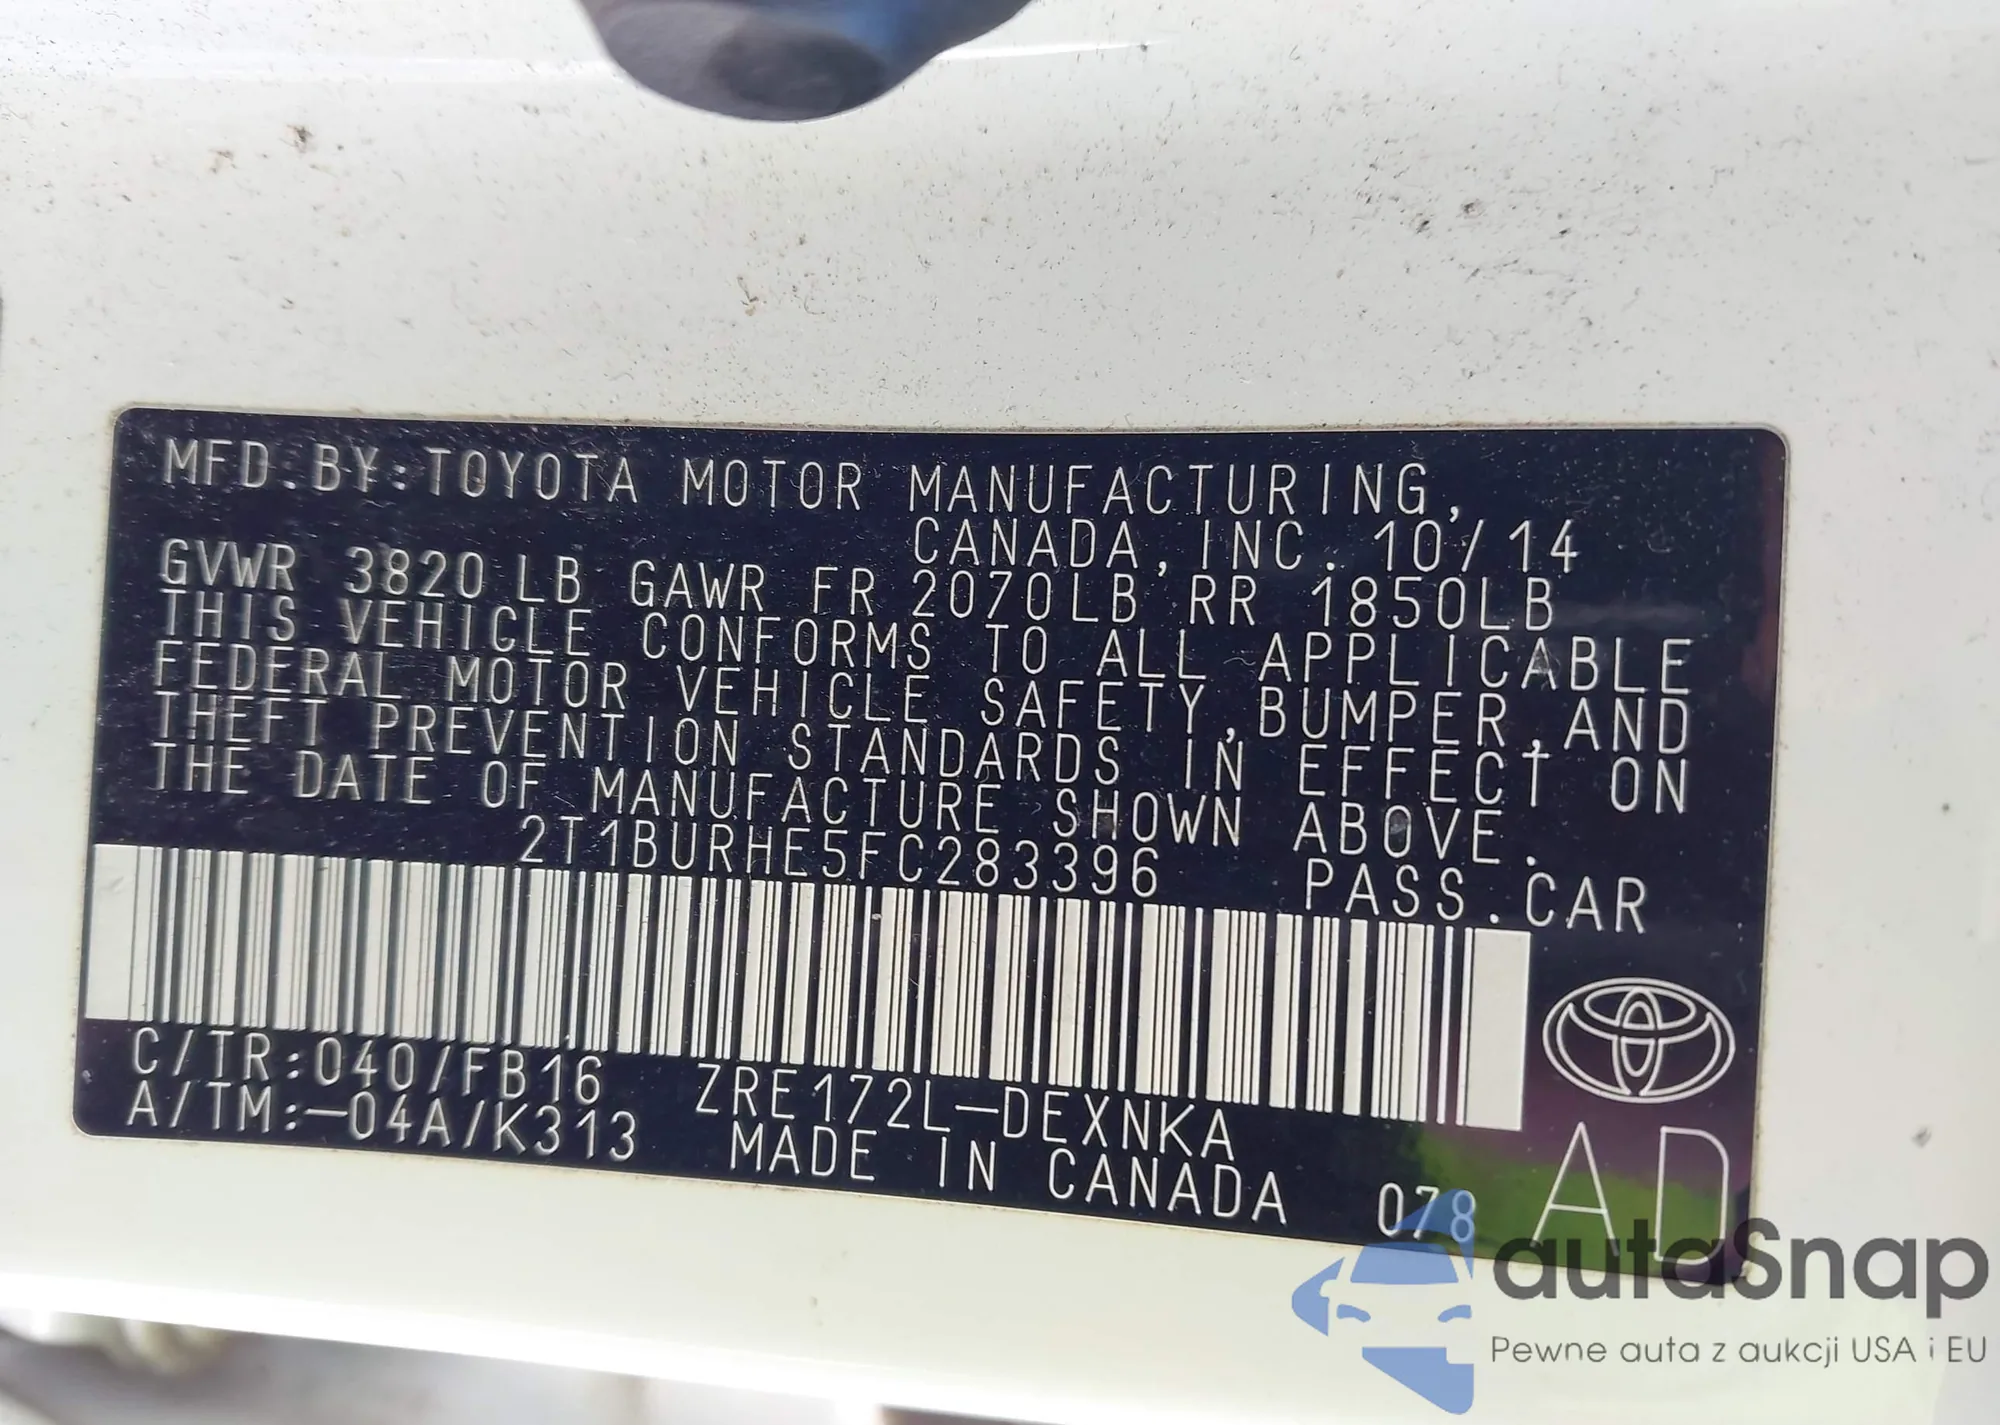 MFD.BY:TOYOTA MOTOR MANUFACTURING,
CANADA,INC. 10/14
GVWR 3820LB GAWR FR 2070LB RR 1850LB
THIS VEHICLE CONFORMS TO ALL APPLICABLE
FEDERAL MOTOR VEHICLE SAFETY,BUMPER,AND
THEFT PREVENTION STANDARDS IN EFFECT ON
THE DATE OF MANUFACTURE SHOWN ABOVE.
2T1BURHE5FC283396 PASS.CAR
C/TR:040/FB16 ZRE172L-DEXNKA
A/TM:-04A/K313 MADE IN CANADA 078 AD
autaSnap
Pewne auta z aukcji USA i EU